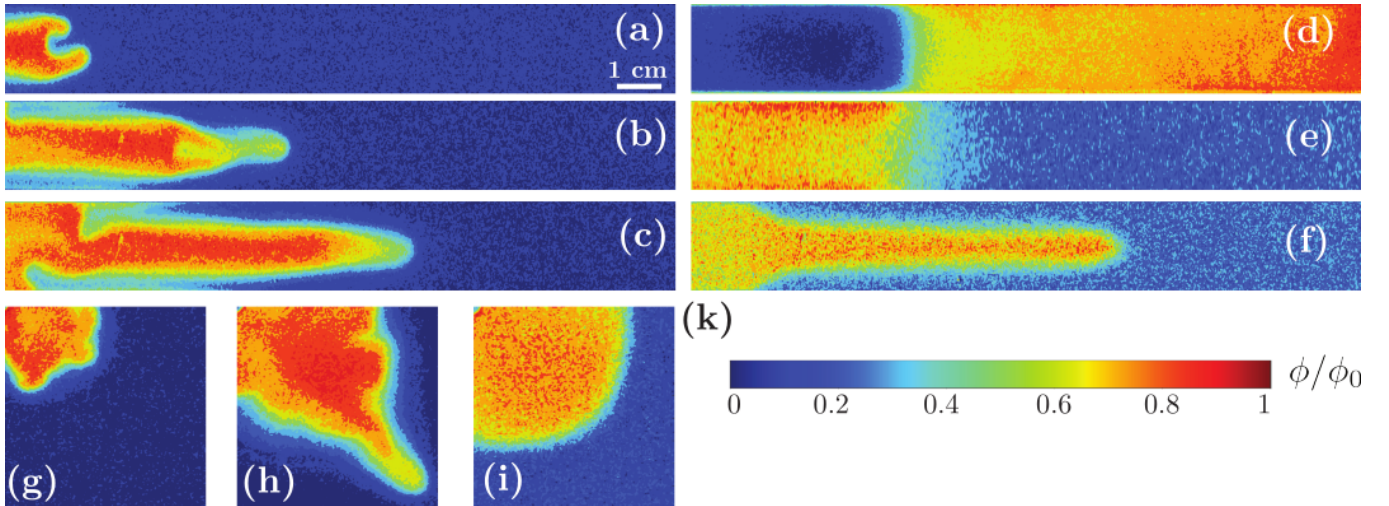 (a)
1 cm
(b)
(c)
(d)
(e)
(f)
(g)
(h)
(i)
(k)
ϕ/ϕ₀
0 0.2 0.4 0.6 0.8 1